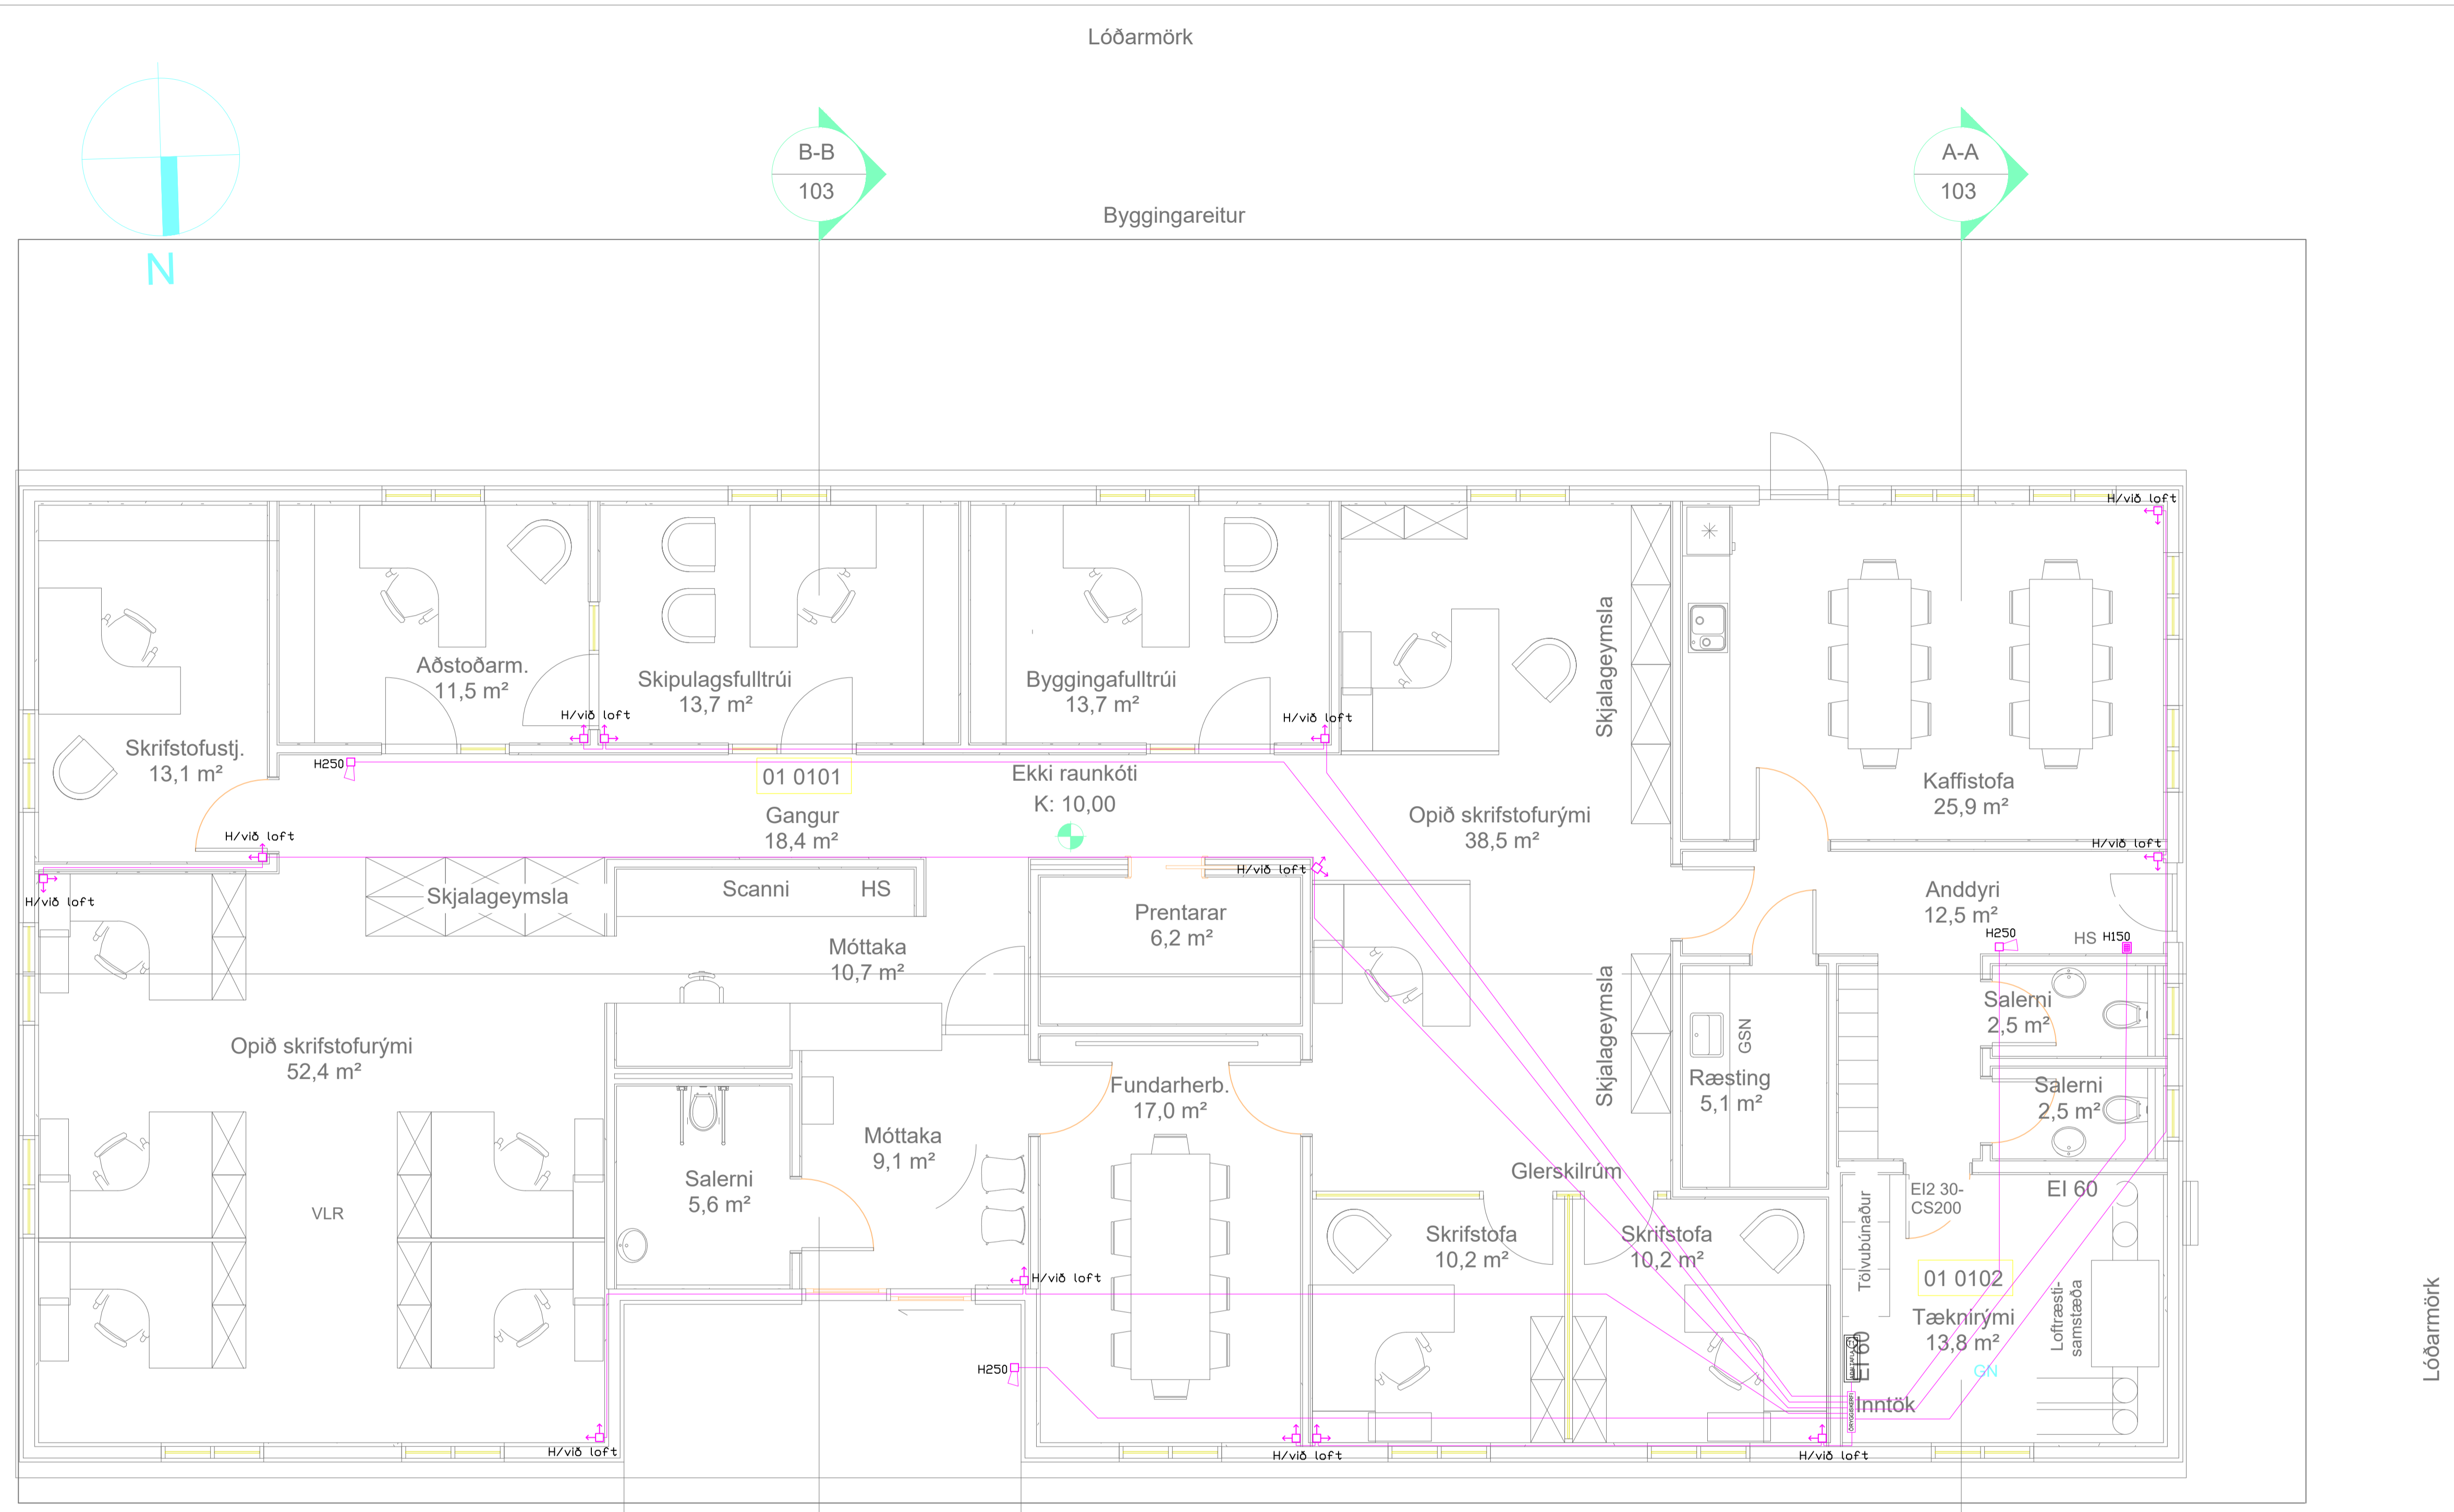 Lóðarmörk
N
B-B
103
A-A
103
Byggingareitur
H/við loft
Skrifstofustj.
13,1 m²
Aðstoðarm.
11,5 m²
Skipulagsfulltrúi
13,7 m²
Byggingafulltrúi
13,7 m²
Skjalageymsla
Kaffistofa
25,9 m²
H/við loft
H/við loft
H250
01 0101
Gangur
18,4 m²
Ekki raunkóti
K: 10,00
Opið skrifstofurými
38,5 m²
H/við loft
H/við loft
H/við loft
H/við loft
Skjalageymsla
Scanni
HS
Prentarar
6,2 m²
Anddyri
12,5 m²
H250
HS
H150
Móttaka
10,7 m²
Skjalageymsla
Opið skrifstofurými
52,4 m²
VLR
Salerni
2,5 m²
GSN
Ræsting
5,1 m²
Salerni
2,5 m²
Fundarherb.
17,0 m²
Móttaka
9,1 m²
Salerni
5,6 m²
Glerskilrúm
Skrifstofa
10,2 m²
Skrifstofa
10,2 m²
Tölvubúnaður
EI2 30-
CS200
EI 60
01 0102
Tæknirými
13,8 m²
GN
Loftræsti-
samstæða
EI 60
Inntök
ÖRYGGISKERFI
H/við loft
H250
H/við loft
H/við loft
H/við loft
Lóðarmörk